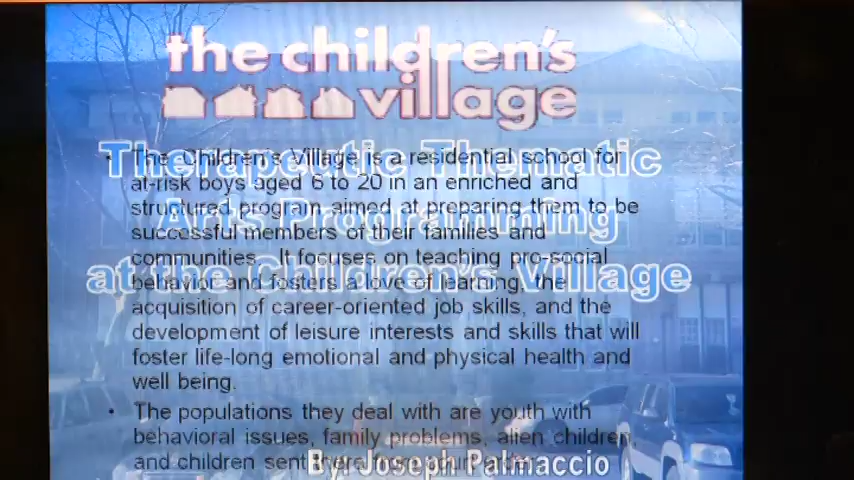 the children's
village
Therapeutic Thematic
Arts Programming
at the Children's Village
• The Children's Village is a residential school for
at-risk boys aged 6 to 20 in an enriched and
structured program aimed at preparing them to be
successful members of their families and
communities. It focuses on teaching pro-social
behavior and fosters a love of learning, the
acquisition of career-oriented job skills, and the
development of leisure interests and skills that will
foster life-long emotional and physical health and
well being.
• The populations they deal with are youth with
behavioral issues, family problems, alien children,
and children sent
By: Joseph Palmaccio